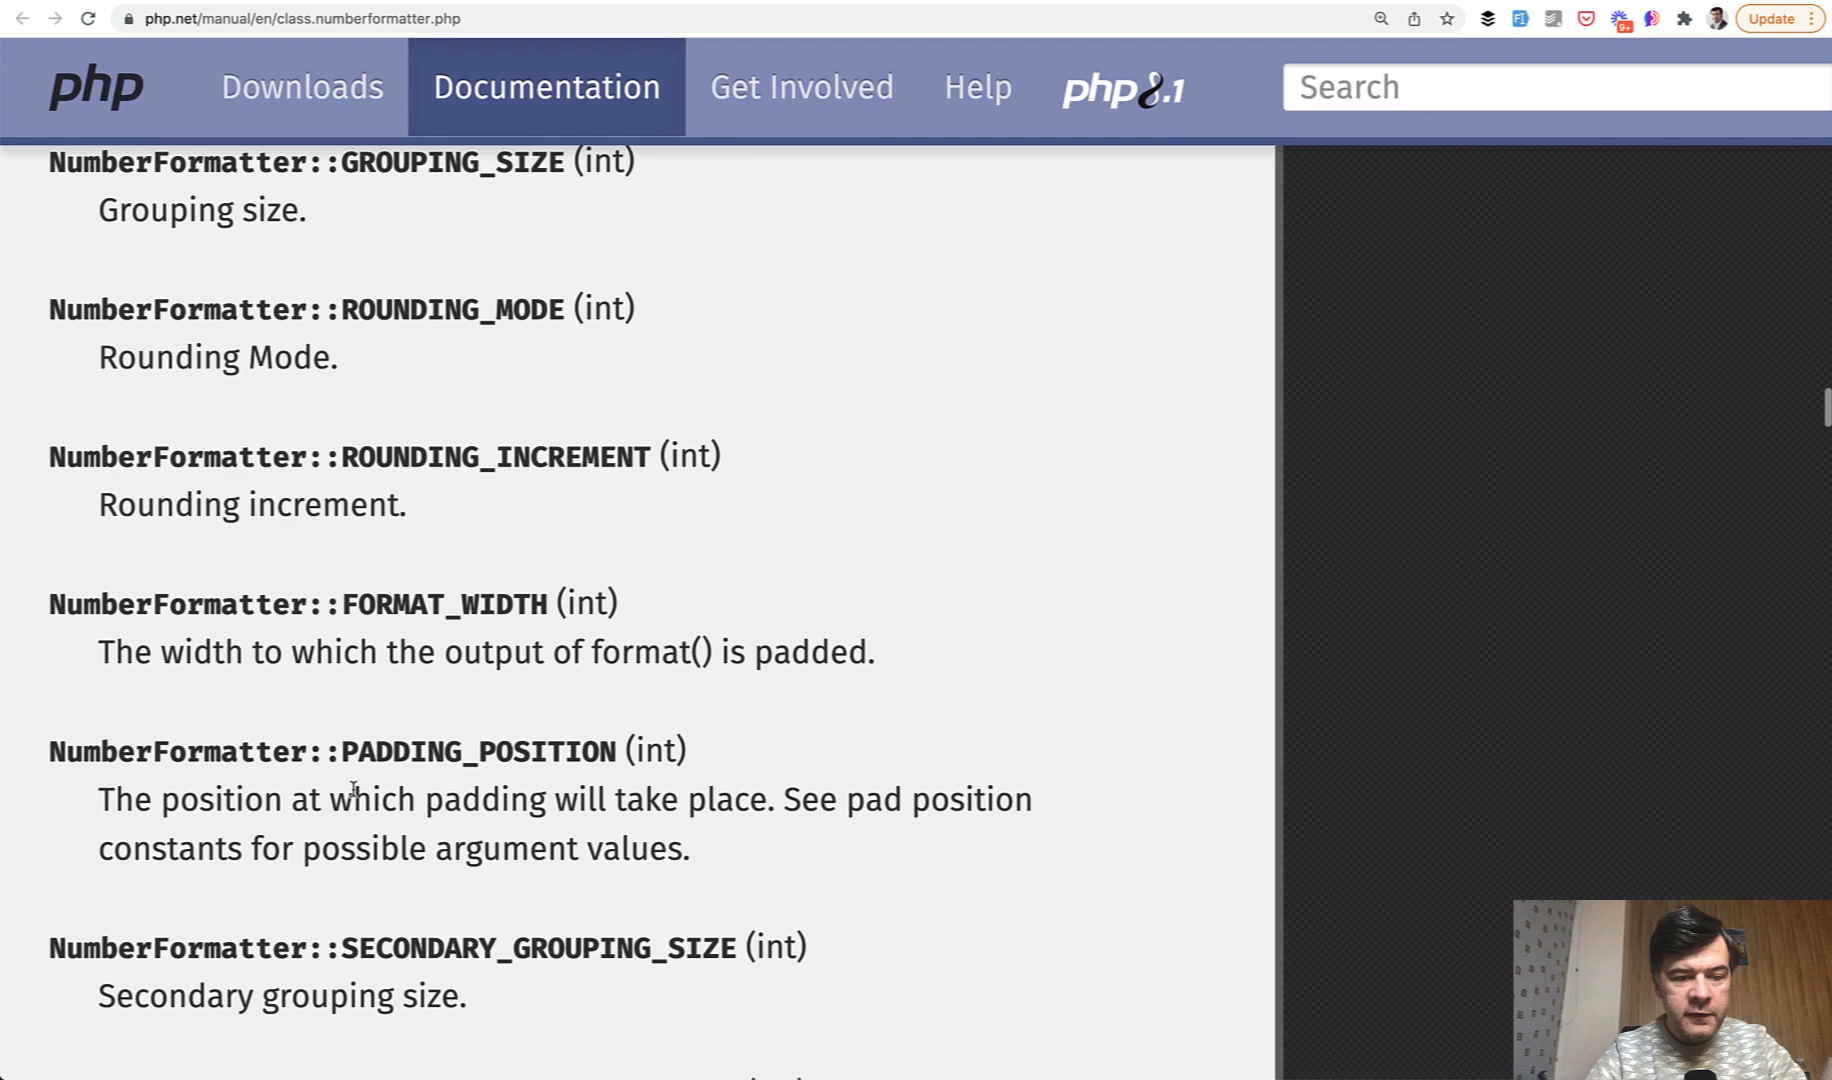 php.net/manual/en/class.numberformatter.php
9+
Update
php
Downloads
Documentation
Get Involved
Help
php8.1
Search
NumberFormatter::GROUPING_SIZE (int)
Grouping size.
NumberFormatter::ROUNDING_MODE (int)
Rounding Mode.
NumberFormatter::ROUNDING_INCREMENT (int)
Rounding increment.
NumberFormatter::FORMAT_WIDTH (int)
The width to which the output of format() is padded.
NumberFormatter::PADDING_POSITION (int)
The position at which padding will take place. See pad position
constants for possible argument values.
NumberFormatter::SECONDARY_GROUPING_SIZE (int)
Secondary grouping size.